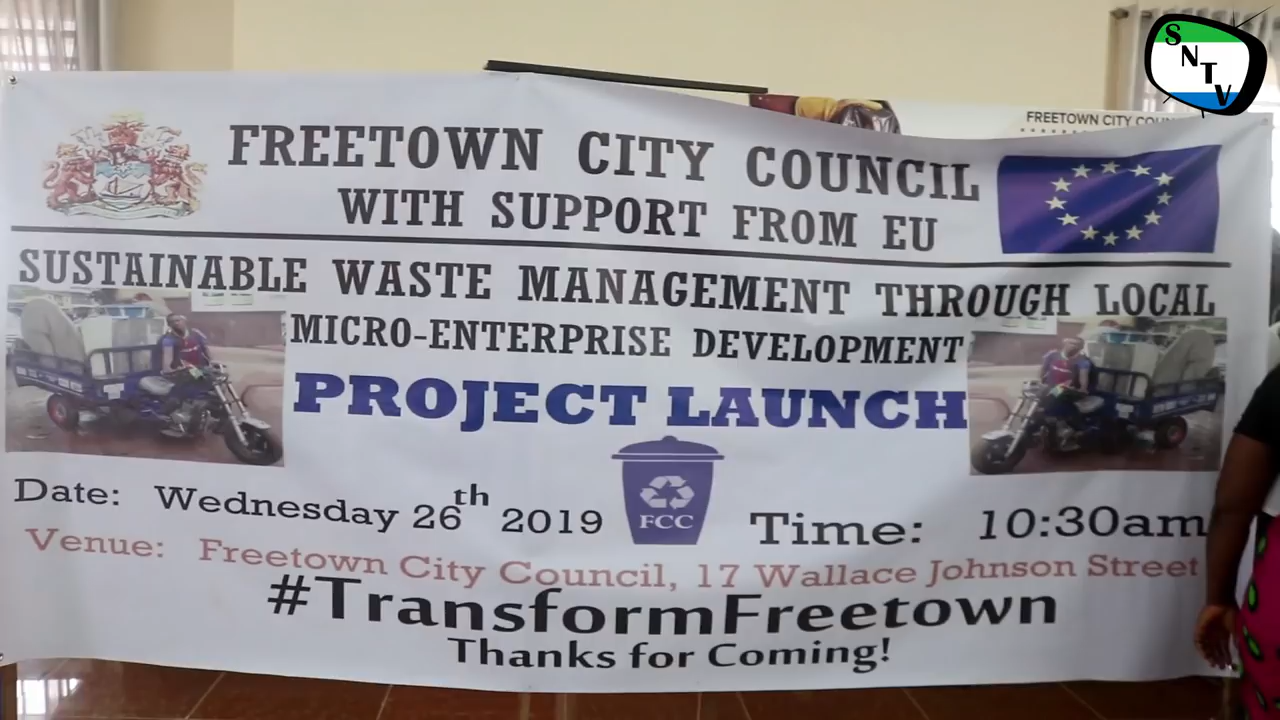 SNTV
FREETOWN CITY COUN
FREETOWN CITY COUNCIL
WITH SUPPORT FROM EU
SUSTAINABLE WASTE MANAGEMENT THROUGH LOCAL
MICRO-ENTERPRISE DEVELOPMENT
PROJECT LAUNCH
FCC
Date: Wednesday 26th 2019 Time: 10:30am
Venue: Freetown City Council, 17 Wallace Johnson Street
#TransformFreetown
Thanks for Coming!